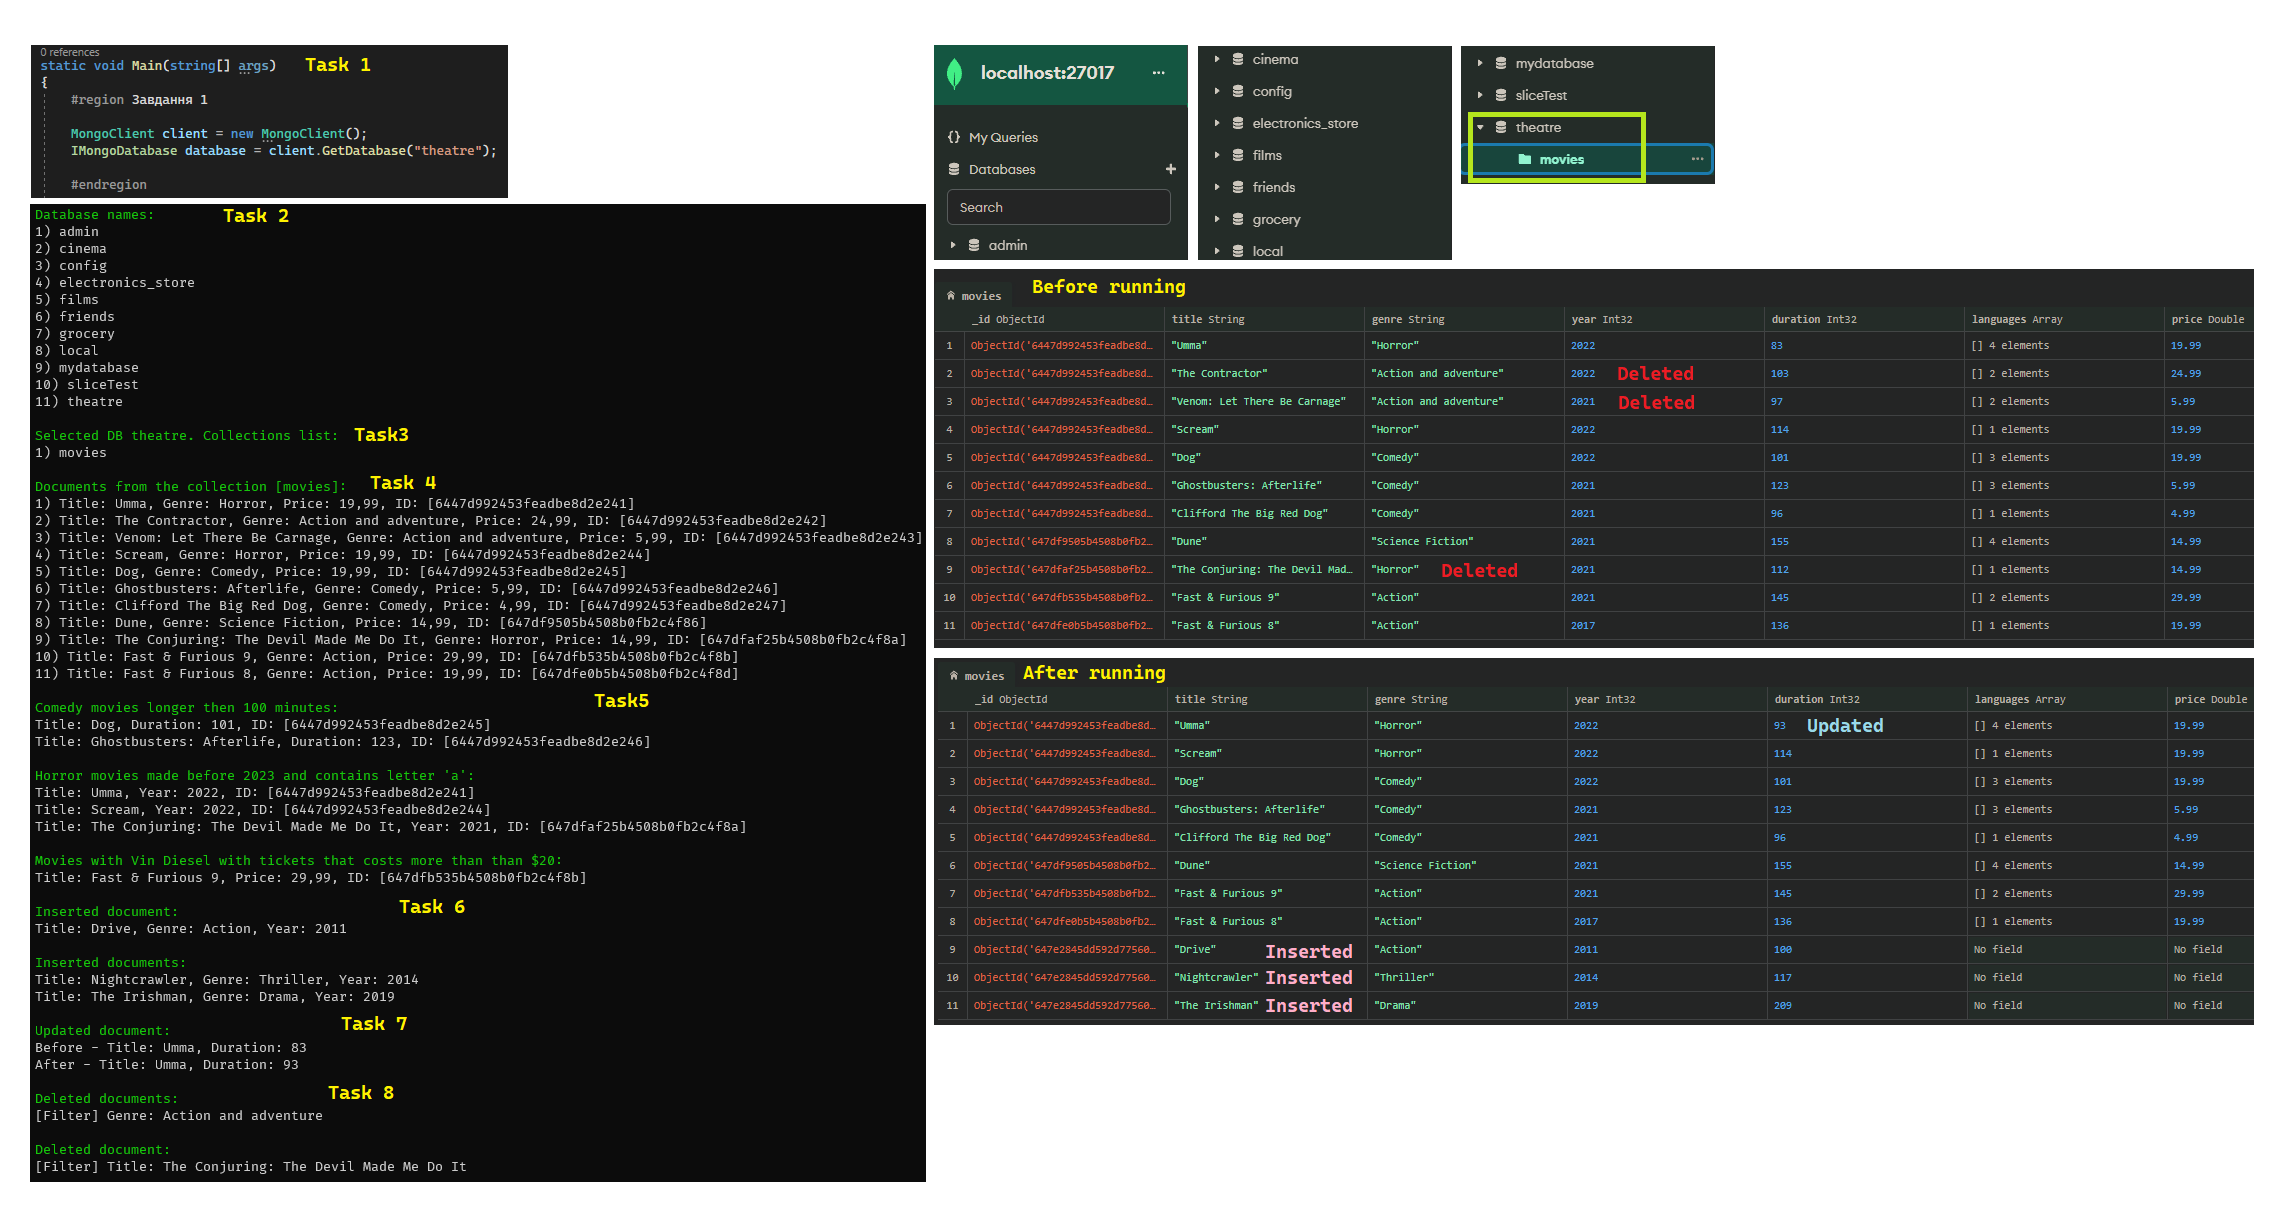 0 references
static void Main(string[] args) Task 1
{
#region Завдання 1
MongoClient client = new MongoClient();
IMongoDatabase database = client.GetDatabase("theatre");
#endregion
Database names: Task 2
1) admin
2) cinema
3) config
4) electronics_store
5) films
6) friends
7) grocery
8) local
9) mydatabase
10) sliceTest
11) theatre
Selected DB theatre. Collections list: Task3
1) movies
Documents from the collection [movies]: Task 4
1) Title: Umma, Genre: Horror, Price: 19,99, ID: [6447d992453feadbe8d2e241]
2) Title: The Contractor, Genre: Action and adventure, Price: 24,99, ID: [6447d992453feadbe8d2e242]
3) Title: Venom: Let There Be Carnage, Genre: Action and adventure, Price: 5,99, ID: [6447d992453feadbe8d2e243]
4) Title: Scream, Genre: Horror, Price: 19,99, ID: [6447d992453feadbe8d2e244]
5) Title: Dog, Genre: Comedy, Price: 19,99, ID: [6447d992453feadbe8d2e245]
6) Title: Ghostbusters: Afterlife, Genre: Comedy, Price: 5,99, ID: [6447d992453feadbe8d2e246]
7) Title: Clifford The Big Red Dog, Genre: Comedy, Price: 4,99, ID: [6447d992453feadbe8d2e247]
8) Title: Dune, Genre: Science Fiction, Price: 14,99, ID: [647df9505b4508b0fb2c4f86]
9) Title: The Conjuring: The Devil Made Me Do It, Genre: Horror, Price: 14,99, ID: [647dfaf25b4508b0fb2c4f8a]
10) Title: Fast & Furious 9, Genre: Action, Price: 29,99, ID: [647dfb535b4508b0fb2c4f8b]
11) Title: Fast & Furious 8, Genre: Action, Price: 19,99, ID: [647dfe0b5b4508b0fb2c4f8d]
Task5
Comedy movies longer then 100 minutes:
Title: Dog, Duration: 101, ID: [6447d992453feadbe8d2e245]
Title: Ghostbusters: Afterlife, Duration: 123, ID: [6447d992453feadbe8d2e246]
Horror movies made before 2023 and contains letter 'a':
Title: Umma, Year: 2022, ID: [6447d992453feadbe8d2e241]
Title: Scream, Year: 2022, ID: [6447d992453feadbe8d2e244]
Title: The Conjuring: The Devil Made Me Do It, Year: 2021, ID: [647dfaf25b4508b0fb2c4f8a]
Movies with Vin Diesel with tickets that costs more than than $20:
Title: Fast & Furious 9, Price: 29,99, ID: [647dfb535b4508b0fb2c4f8b]
Inserted document: Task 6
Title: Drive, Genre: Action, Year: 2011
Inserted documents:
Title: Nightcrawler, Genre: Thriller, Year: 2014
Title: The Irishman, Genre: Drama, Year: 2019
Updated document: Task 7
Before - Title: Umma, Duration: 83
After - Title: Umma, Duration: 93
Deleted documents: Task 8
[Filter] Genre: Action and adventure
Deleted document:
[Filter] Title: The Conjuring: The Devil Made Me Do It
localhost:27017 ...
{} My Queries
Databases +
Search
admin
cinema
config
electronics_store
films
friends
grocery
local
mydatabase
sliceTest
theatre
movies ...
Before running
movies
_id ObjectId title String genre String year Int32 duration Int32 languages Array price Double
1 ObjectId('6447d992453feadbe8d… "Umma" "Horror" 2022 83 [] 4 elements 19.99
2 ObjectId('6447d992453feadbe8d… "The Contractor" "Action and adventure" 2022 Deleted 103 [] 2 elements 24.99
3 ObjectId('6447d992453feadbe8d… "Venom: Let There Be Carnage" "Action and adventure" 2021 Deleted 97 [] 2 elements 5.99
4 ObjectId('6447d992453feadbe8d… "Scream" "Horror" 2022 114 [] 1 elements 19.99
5 ObjectId('6447d992453feadbe8d… "Dog" "Comedy" 2022 101 [] 3 elements 19.99
6 ObjectId('6447d992453feadbe8d… "Ghostbusters: Afterlife" "Comedy" 2021 123 [] 3 elements 5.99
7 ObjectId('6447d992453feadbe8d… "Clifford The Big Red Dog" "Comedy" 2021 96 [] 1 elements 4.99
8 ObjectId('647df9505b4508b0fb2… "Dune" "Science Fiction" 2021 155 [] 4 elements 14.99
9 ObjectId('647dfaf25b4508b0fb2… "The Conjuring: The Devil Mad… "Horror" Deleted 2021 112 [] 1 elements 14.99
10 ObjectId('647dfb535b4508b0fb2… "Fast & Furious 9" "Action" 2021 145 [] 2 elements 29.99
11 ObjectId('647dfe0b5b4508b0fb2… "Fast & Furious 8" "Action" 2017 136 [] 1 elements 19.99
After running
movies
_id ObjectId title String genre String year Int32 duration Int32 languages Array price Double
1 ObjectId('6447d992453feadbe8d… "Umma" "Horror" 2022 93 Updated [] 4 elements 19.99
2 ObjectId('6447d992453feadbe8d… "Scream" "Horror" 2022 114 [] 1 elements 19.99
3 ObjectId('6447d992453feadbe8d… "Dog" "Comedy" 2022 101 [] 3 elements 19.99
4 ObjectId('6447d992453feadbe8d… "Ghostbusters: Afterlife" "Comedy" 2021 123 [] 3 elements 5.99
5 ObjectId('6447d992453feadbe8d… "Clifford The Big Red Dog" "Comedy" 2021 96 [] 1 elements 4.99
6 ObjectId('647df9505b4508b0fb2… "Dune" "Science Fiction" 2021 155 [] 4 elements 14.99
7 ObjectId('647dfb535b4508b0fb2… "Fast & Furious 9" "Action" 2021 145 [] 2 elements 29.99
8 ObjectId('647dfe0b5b4508b0fb2… "Fast & Furious 8" "Action" 2017 136 [] 1 elements 19.99
9 ObjectId('647e2845dd592d77560… "Drive" Inserted "Action" 2011 100 No field No field
10 ObjectId('647e2845dd592d77560… "Nightcrawler" Inserted "Thriller" 2014 117 No field No field
11 ObjectId('647e2845dd592d77560… "The Irishman" Inserted "Drama" 2019 209 No field No field